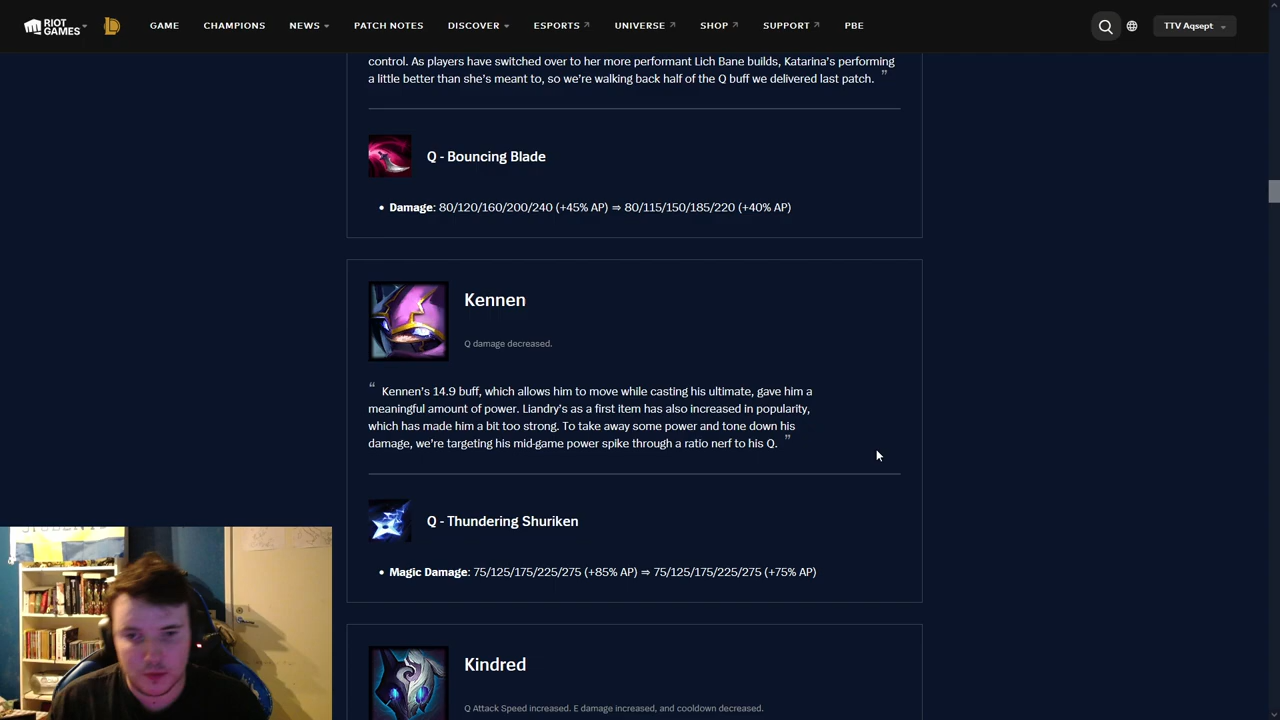 RIOT GAMES
GAME CHAMPIONS NEWS PATCH NOTES DISCOVER ESPORTS UNIVERSE SHOP SUPPORT PBE
TTV Aqsept
control. As players have switched over to her more performant Lich Bane builds, Katarina's performing
a little better than she's meant to, so we're walking back half of the Q buff we delivered last patch. ”
Q - Bouncing Blade
• Damage: 80/120/160/200/240 (+45% AP) ⇒ 80/115/150/185/220 (+40% AP)
Kennen
Q damage decreased.
“ Kennen’s 14.9 buff, which allows him to move while casting his ultimate, gave him a
meaningful amount of power. Liandry’s as a first item has also increased in popularity,
which has made him a bit too strong. To take away some power and tone down his
damage, we’re targeting his mid-game power spike through a ratio nerf to his Q. ”
Q - Thundering Shuriken
• Magic Damage: 75/125/175/225/275 (+85% AP) ⇒ 75/125/175/225/275 (+75% AP)
Kindred
Q Attack Speed increased. E damage increased, and cooldown decreased.